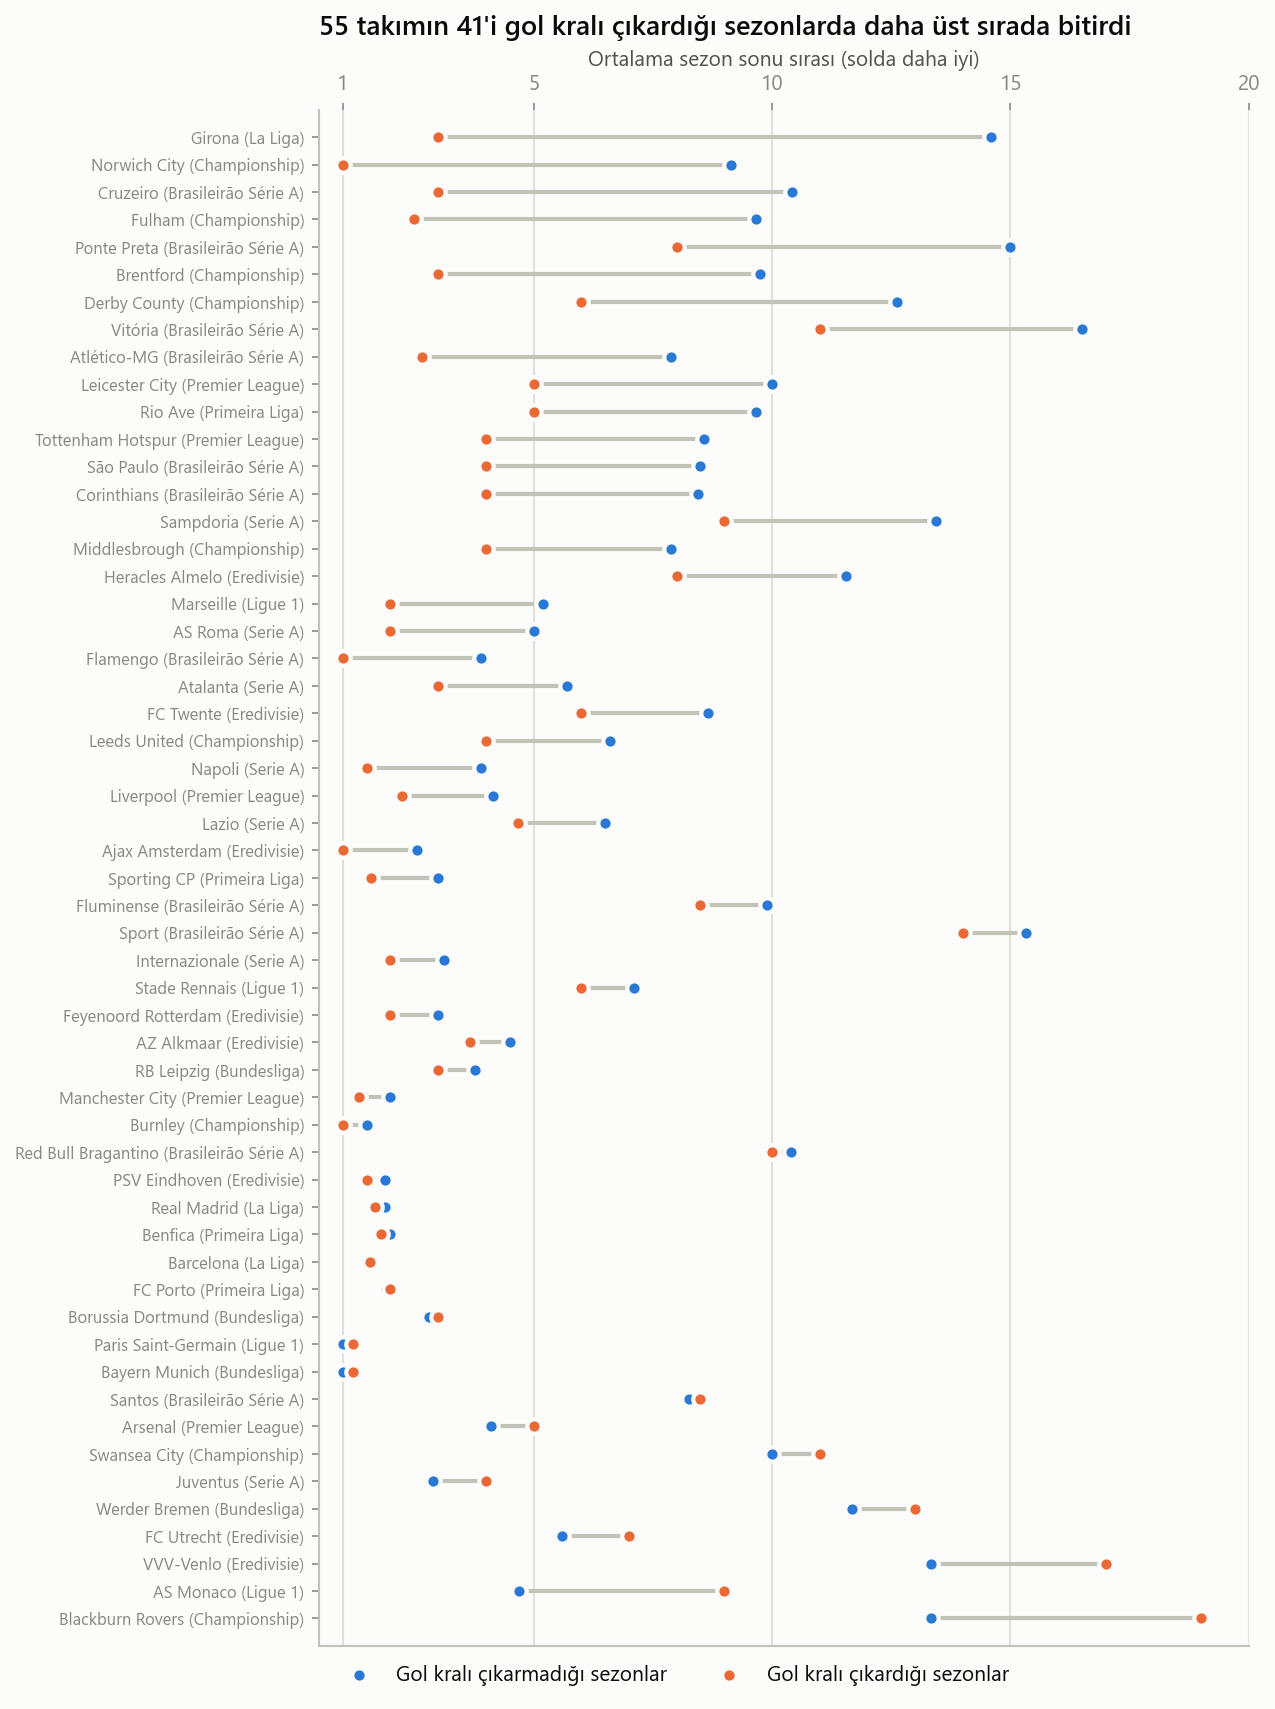 55 takımın 41'i gol kralı çıkardığı sezonlarda daha üst sırada bitirdi
Ortalama sezon sonu sırası (solda daha iyi)
1 5 10 15 20
Girona (La Liga)
Norwich City (Championship)
Cruzeiro (Brasileirão Série A)
Fulham (Championship)
Ponte Preta (Brasileirão Série A)
Brentford (Championship)
Derby County (Championship)
Vitória (Brasileirão Série A)
Atlético-MG (Brasileirão Série A)
Leicester City (Premier League)
Rio Ave (Primeira Liga)
Tottenham Hotspur (Premier League)
São Paulo (Brasileirão Série A)
Corinthians (Brasileirão Série A)
Sampdoria (Serie A)
Middlesbrough (Championship)
Heracles Almelo (Eredivisie)
Marseille (Ligue 1)
AS Roma (Serie A)
Flamengo (Brasileirão Série A)
Atalanta (Serie A)
FC Twente (Eredivisie)
Leeds United (Championship)
Napoli (Serie A)
Liverpool (Premier League)
Lazio (Serie A)
Ajax Amsterdam (Eredivisie)
Sporting CP (Primeira Liga)
Fluminense (Brasileirão Série A)
Sport (Brasileirão Série A)
Internazionale (Serie A)
Stade Rennais (Ligue 1)
Feyenoord Rotterdam (Eredivisie)
AZ Alkmaar (Eredivisie)
RB Leipzig (Bundesliga)
Manchester City (Premier League)
Burnley (Championship)
Red Bull Bragantino (Brasileirão Série A)
PSV Eindhoven (Eredivisie)
Real Madrid (La Liga)
Benfica (Primeira Liga)
Barcelona (La Liga)
FC Porto (Primeira Liga)
Borussia Dortmund (Bundesliga)
Paris Saint-Germain (Ligue 1)
Bayern Munich (Bundesliga)
Santos (Brasileirão Série A)
Arsenal (Premier League)
Swansea City (Championship)
Juventus (Serie A)
Werder Bremen (Bundesliga)
FC Utrecht (Eredivisie)
VVV-Venlo (Eredivisie)
AS Monaco (Ligue 1)
Blackburn Rovers (Championship)
Gol kralı çıkarmadığı sezonlar
Gol kralı çıkardığı sezonlar